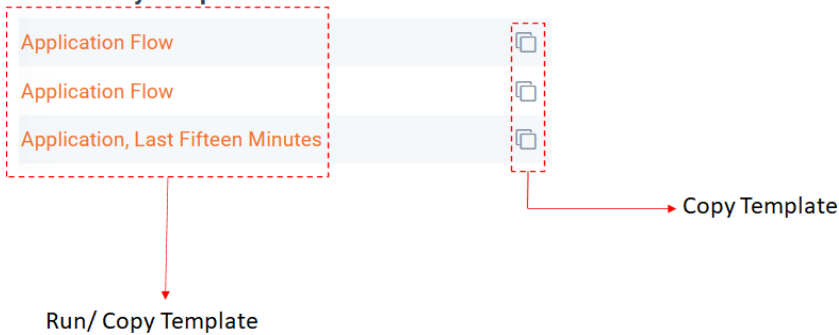 Application Flow
Application Flow
Application, Last Fifteen Minutes
Copy Template
Run/ Copy Template